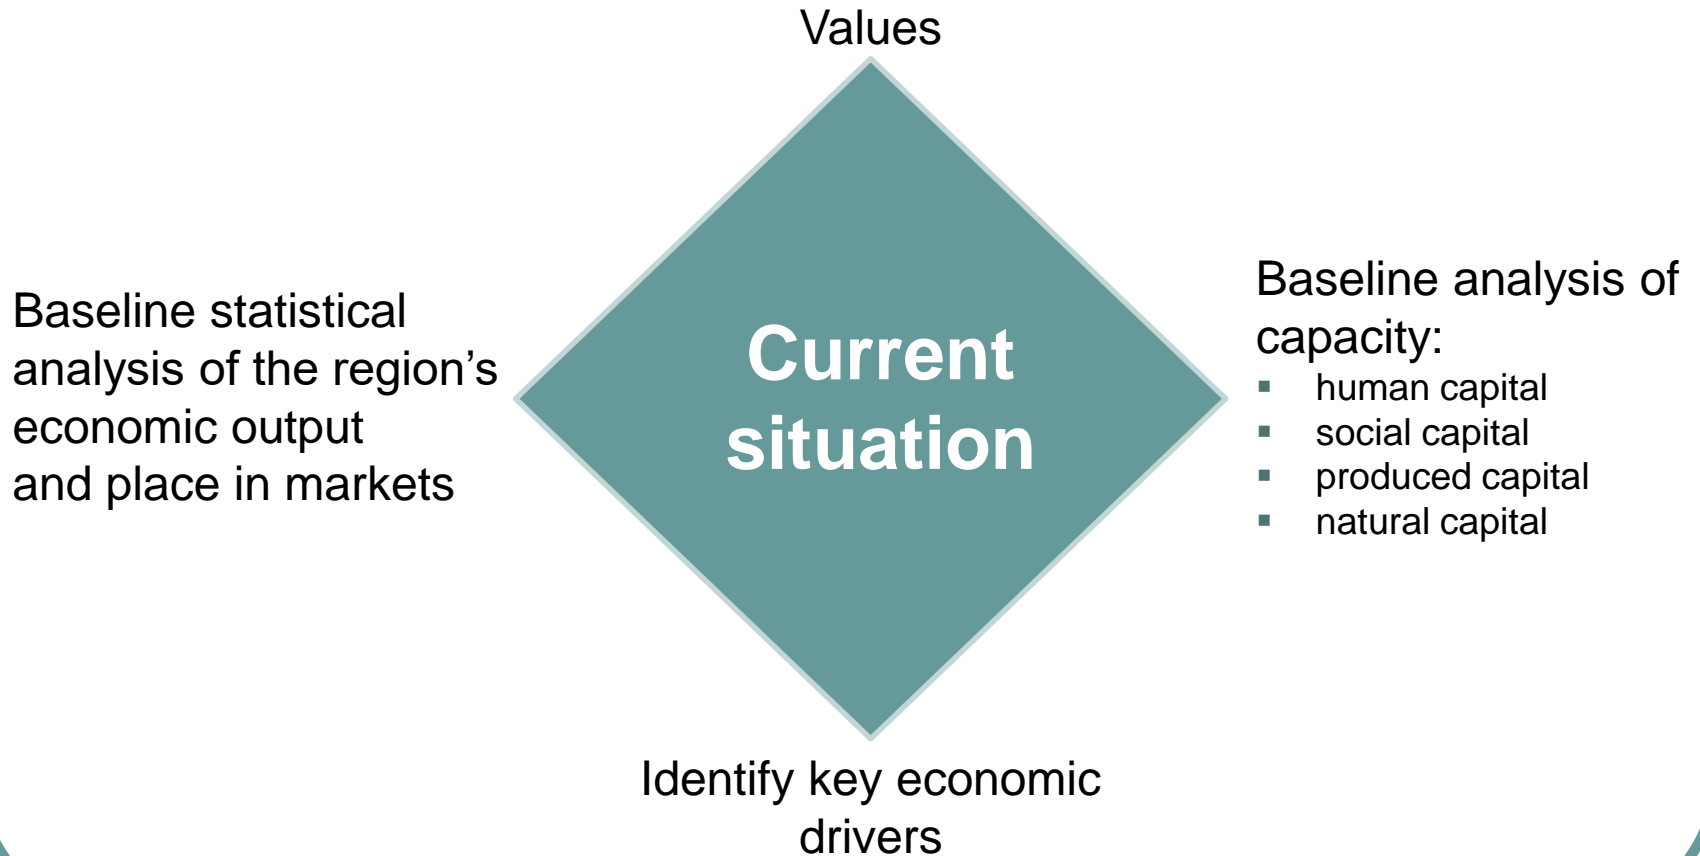 Values
Baseline statistical
analysis of the region’s
economic output
and place in markets
Current
situation
Baseline analysis of
capacity:
▪ human capital
▪ social capital
▪ produced capital
▪ natural capital
Identify key economic
drivers